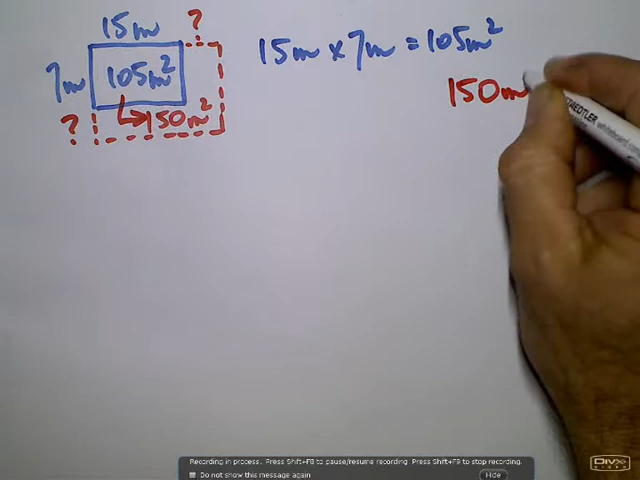 15m ?
15m x 7m = 105m²
7m 105m²
150m
? 150m²
STAEDTLER
Recording in process. Press Shift+F8 to pause/resume recording. Press Shift+F9 to stop recording.
Do not show this message again Hide
DIVX
VIDEO